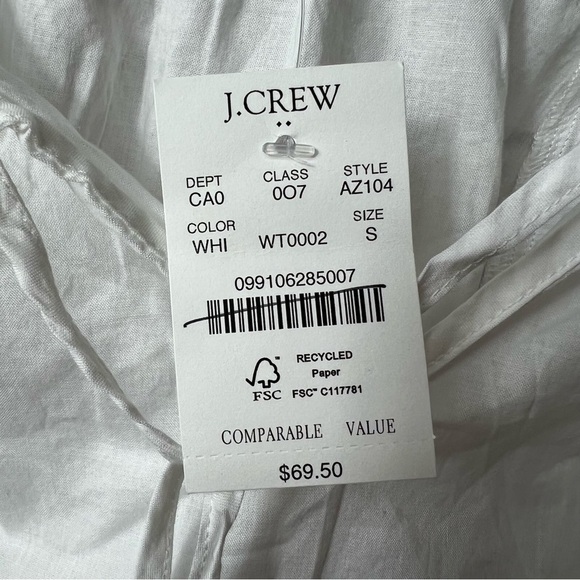 J.CREW
DEPT CLASS STYLE
CA0 0O7 AZ104
COLOR SIZE
WHI WT0002 S
099106285007
RECYCLED
Paper
FSC™ C117781
FSC
COMPARABLE VALUE
$69.50